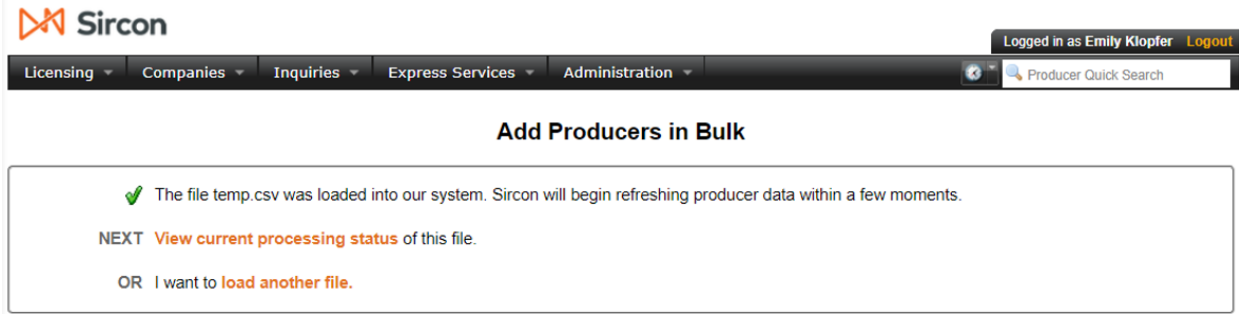 Sircon
Logged in as Emily Klopfer Logout
Licensing Companies Inquiries Express Services Administration Producer Quick Search
Add Producers in Bulk
The file temp.csv was loaded into our system. Sircon will begin refreshing producer data within a few moments.
NEXT View current processing status of this file.
OR I want to load another file.